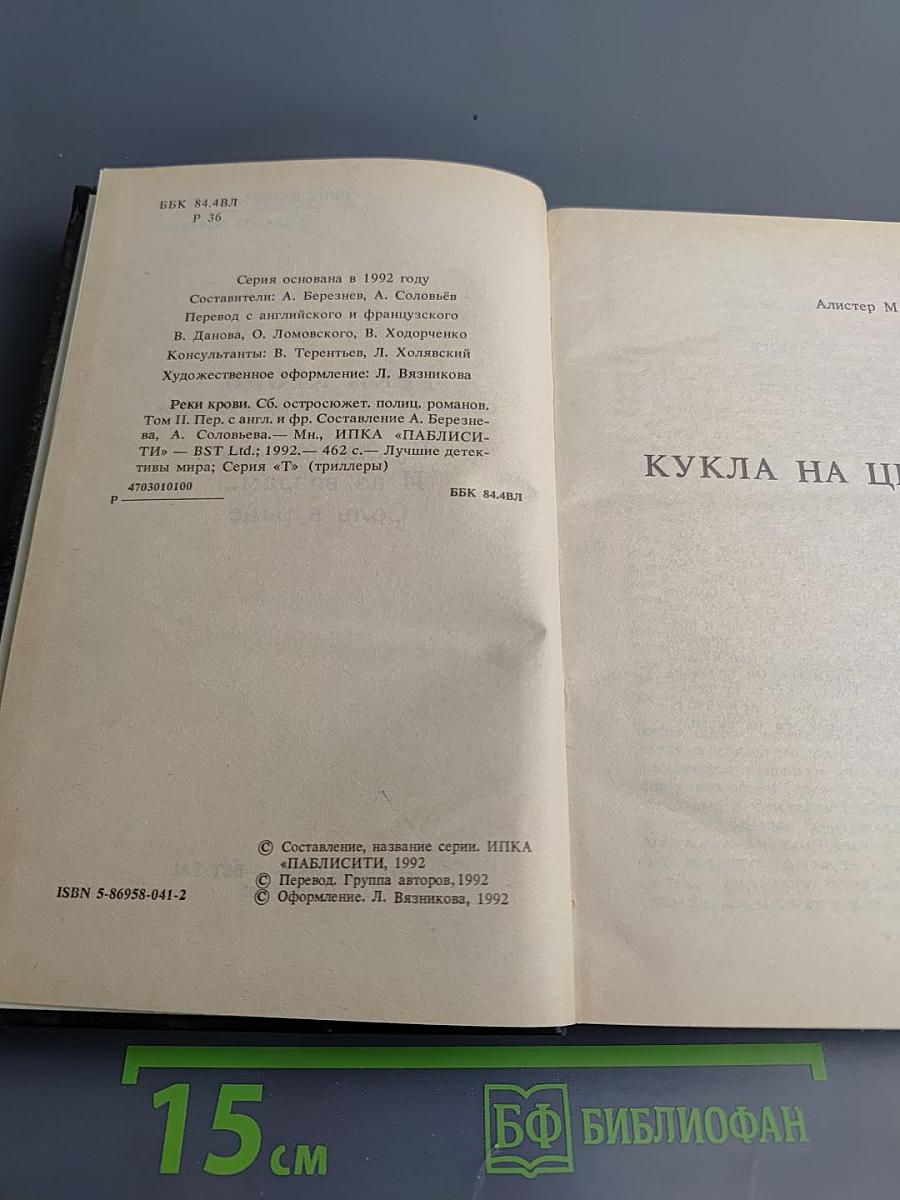 ББК 84.4ВЛ
Р 36
Серия основана в 1992 году
Составители: А. Березнев, А. Соловьёв
Перевод с английского и французского
В. Данова, О. Ломовского, В. Ходорченко
Консультанты: В. Терентьев, Л. Холявский
Художественное оформление: Л. Вязникова
Реки крови. Сб. остросюжет. полиц. романов.
Том II. Пер. с англ. и фр. Составление А. Березне-
ва, А. Соловьева.— Мн., ИПКА «ПАБЛИСИ-
ТИ» — BST Ltd.; 1992.— 462 с.— Лучшие детек-
тивы мира; Серия «Т» (триллеры)
Р 4703010100
ББК 84.4ВЛ
© Составление, название серии. ИПКА
«ПАБЛИСИТИ, 1992
© Перевод. Группа авторов, 1992
© Оформление. Л. Вязникова, 1992
ISBN 5-86958-041-2
Алистер М
КУКЛА НА ЦЕ
15 см
БФ БИБЛИОФАН